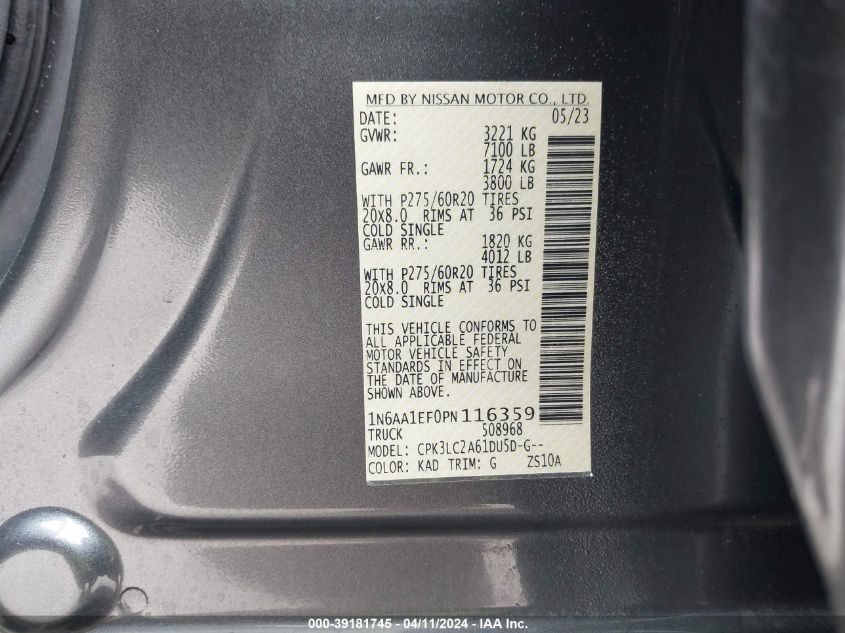 MFD BY NISSAN MOTOR CO., LTD.
DATE: 05/23
GVWR: 3221 KG
7100 LB
GAWR FR.: 1724 KG
3800 LB
WITH P275/60R20 TIRES
20x8.0 RIMS AT 36 PSI
COLD SINGLE
GAWR RR.: 1820 KG
4012 LB
WITH P275/60R20 TIRES
20x8.0 RIMS AT 36 PSI
COLD SINGLE
THIS VEHICLE CONFORMS TO
ALL APPLICABLE FEDERAL
MOTOR VEHICLE SAFETY
STANDARDS IN EFFECT ON
THE DATE OF MANUFACTURE
SHOWN ABOVE.
1N6AA1EF0PN116359
TRUCK 508968
MODEL: CPK3LC2A61DU5D-G--
COLOR: KAD TRIM: G ZS10A
000-39181745 - 04/11/2024 - IAA Inc.